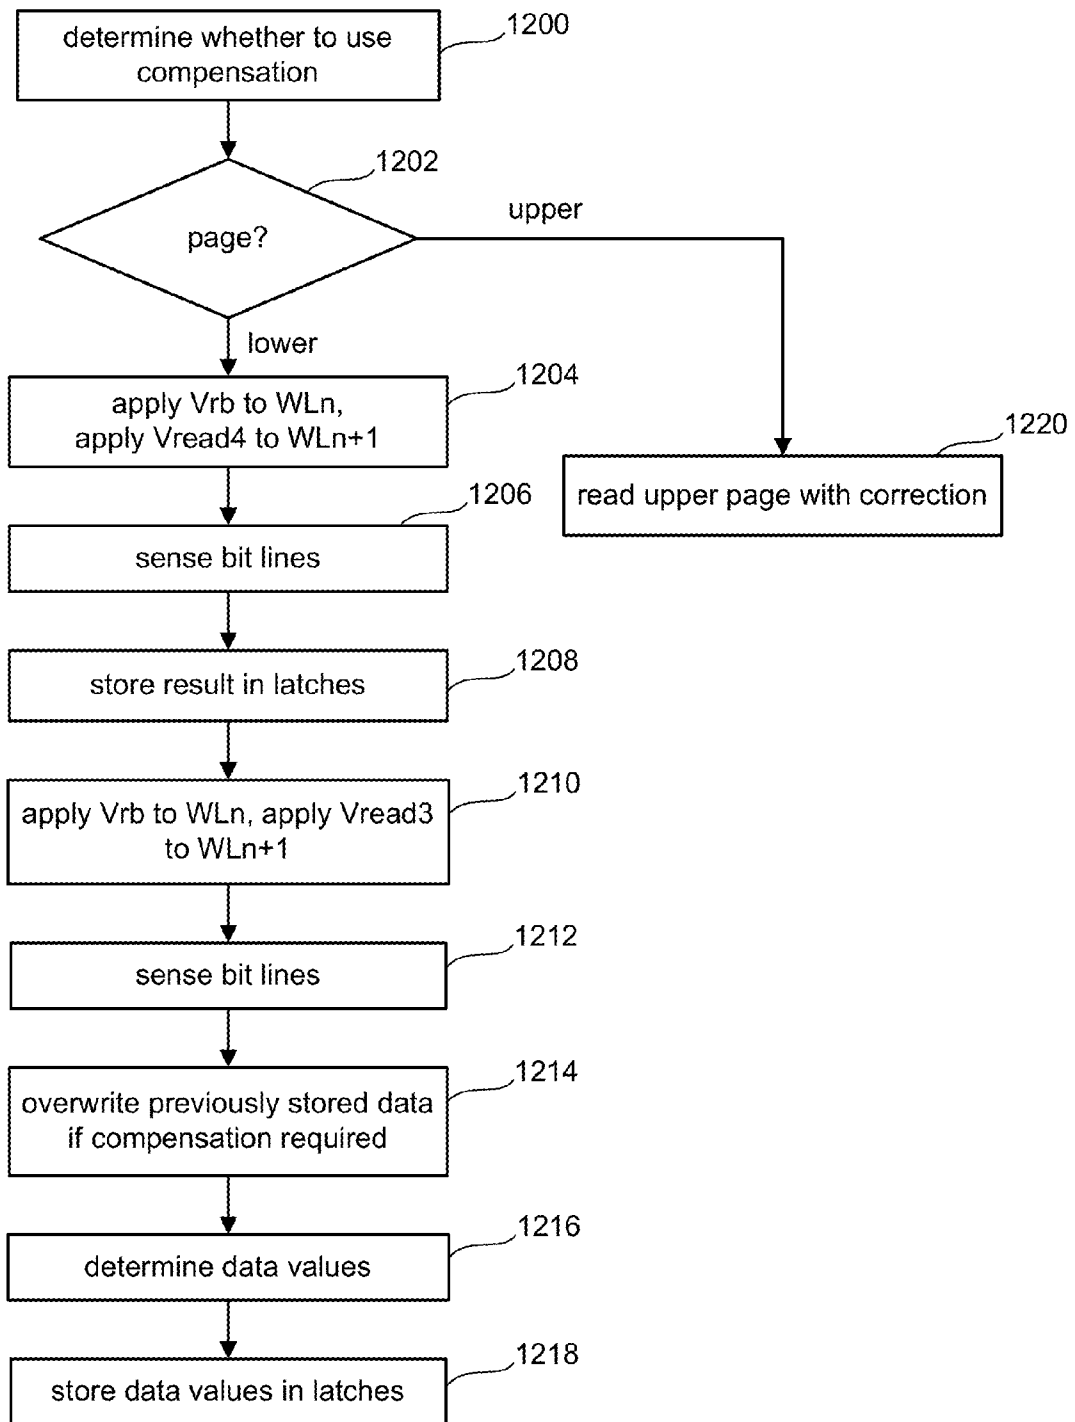 determine whether to use
compensation
1200
1202
page?
upper
lower
apply Vrb to WLn,
apply Vread4 to WLn+1
1204
1220
read upper page with correction
1206
sense bit lines
1208
store result in latches
1210
apply Vrb to WLn, apply Vread3
to WLn+1
1212
sense bit lines
1214
overwrite previously stored data
if compensation required
1216
determine data values
1218
store data values in latches